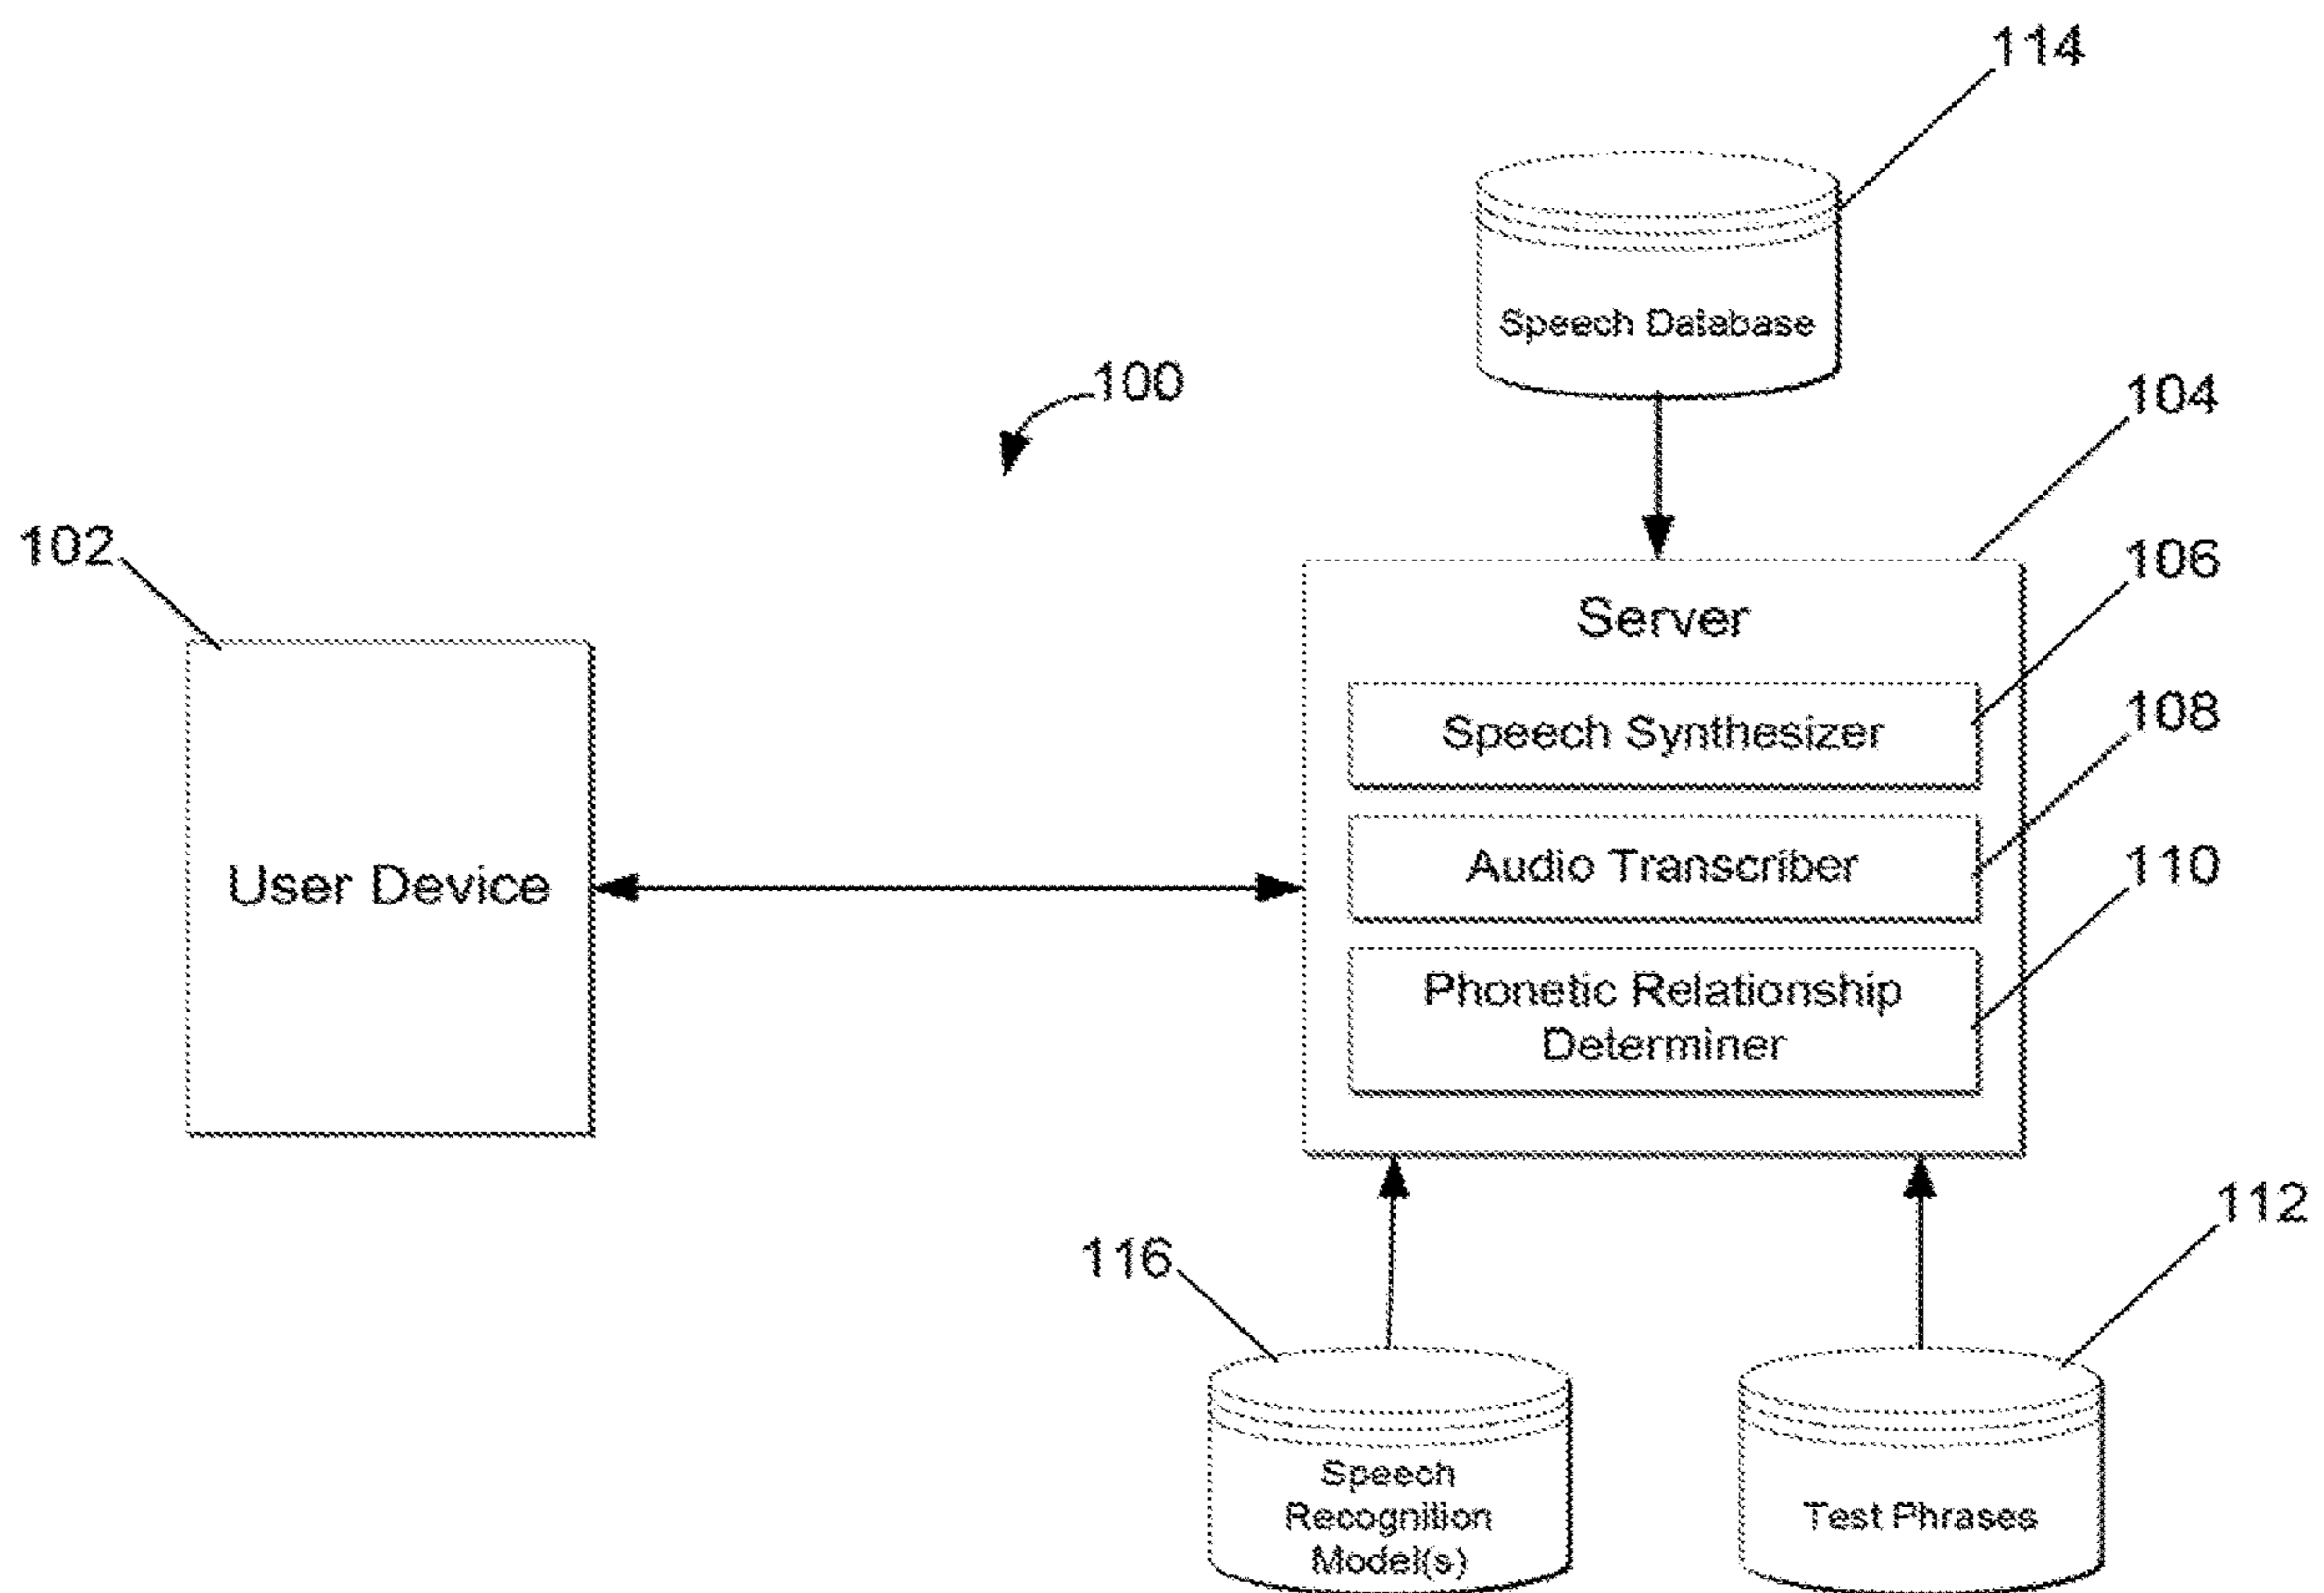 114
Speech Database
100
104
102
106
Server
Speech Synthesizer
108
Audio Transcriber
110
User Device
Phonetic Relationship
Determiner
112
116
Speech
Recognition
Model(s)
Test Phrases